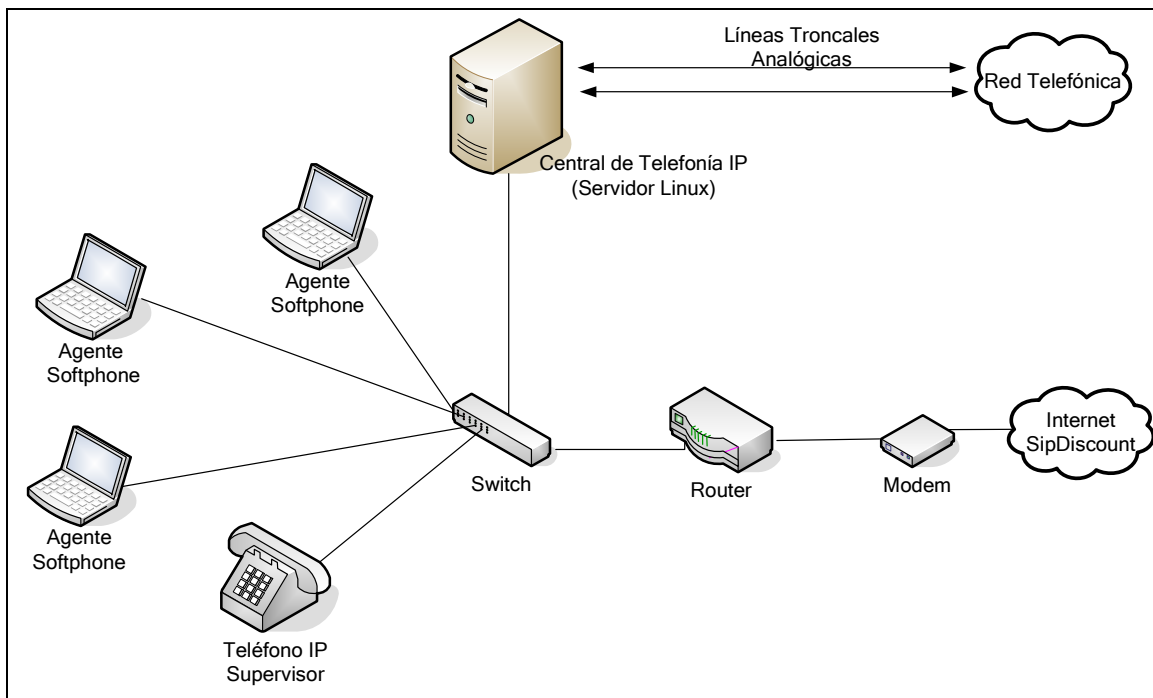 Líneas Troncales
Analógicas
Red Telefónica
Central de Telefonía IP
(Servidor Linux)
Agente
Softphone
Agente
Softphone
Agente
Softphone
Switch
Router
Modem
Internet
SipDiscount
Teléfono IP
Supervisor